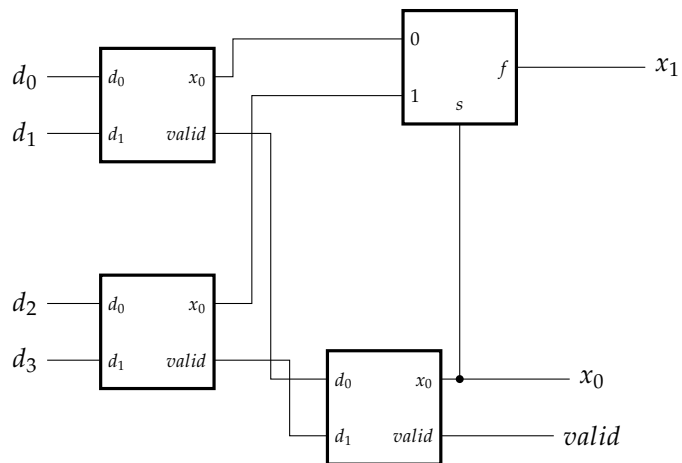 d₀
d₁
d₀ x₀
d₁ valid
0
1
f
s
x₁
d₂
d₃
d₀ x₀
d₁ valid
d₀ x₀
d₁ valid
x₀
valid